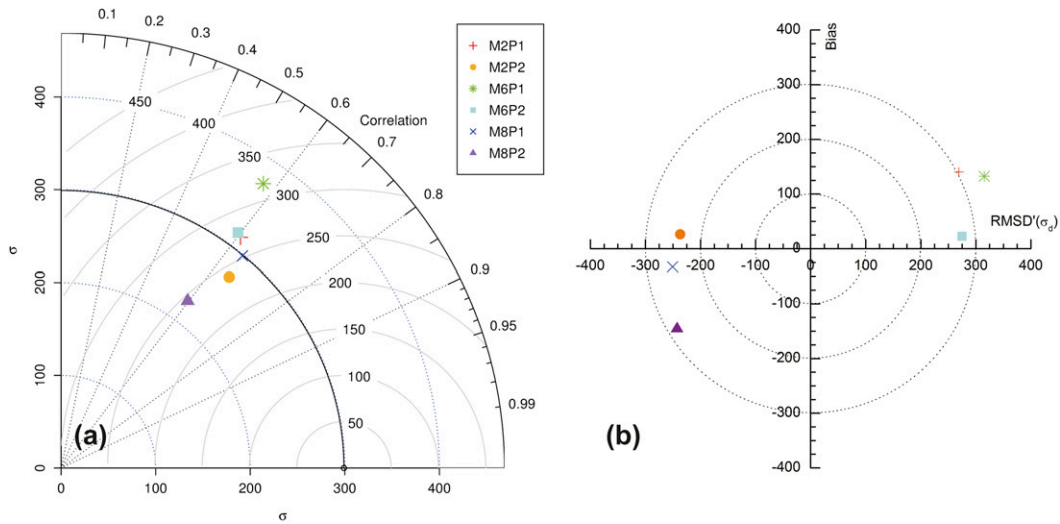 0.1
0.2
0.3
0.4
0.5
0.6
Correlation
0.7
0.8
0.9
0.95
0.99
450
400
350
300
250
200
150
100
50
400
300
200
100
0
σ
0 100 200 300 400
σ
(a)
M2P1
M2P2
M6P1
M6P2
M8P1
M8P2
400
Bias
300
200
100
0
-100
-200
-300
-400
RMSD'(σd)
-400 -300 -200 -100 0 100 200 300 400
(b)